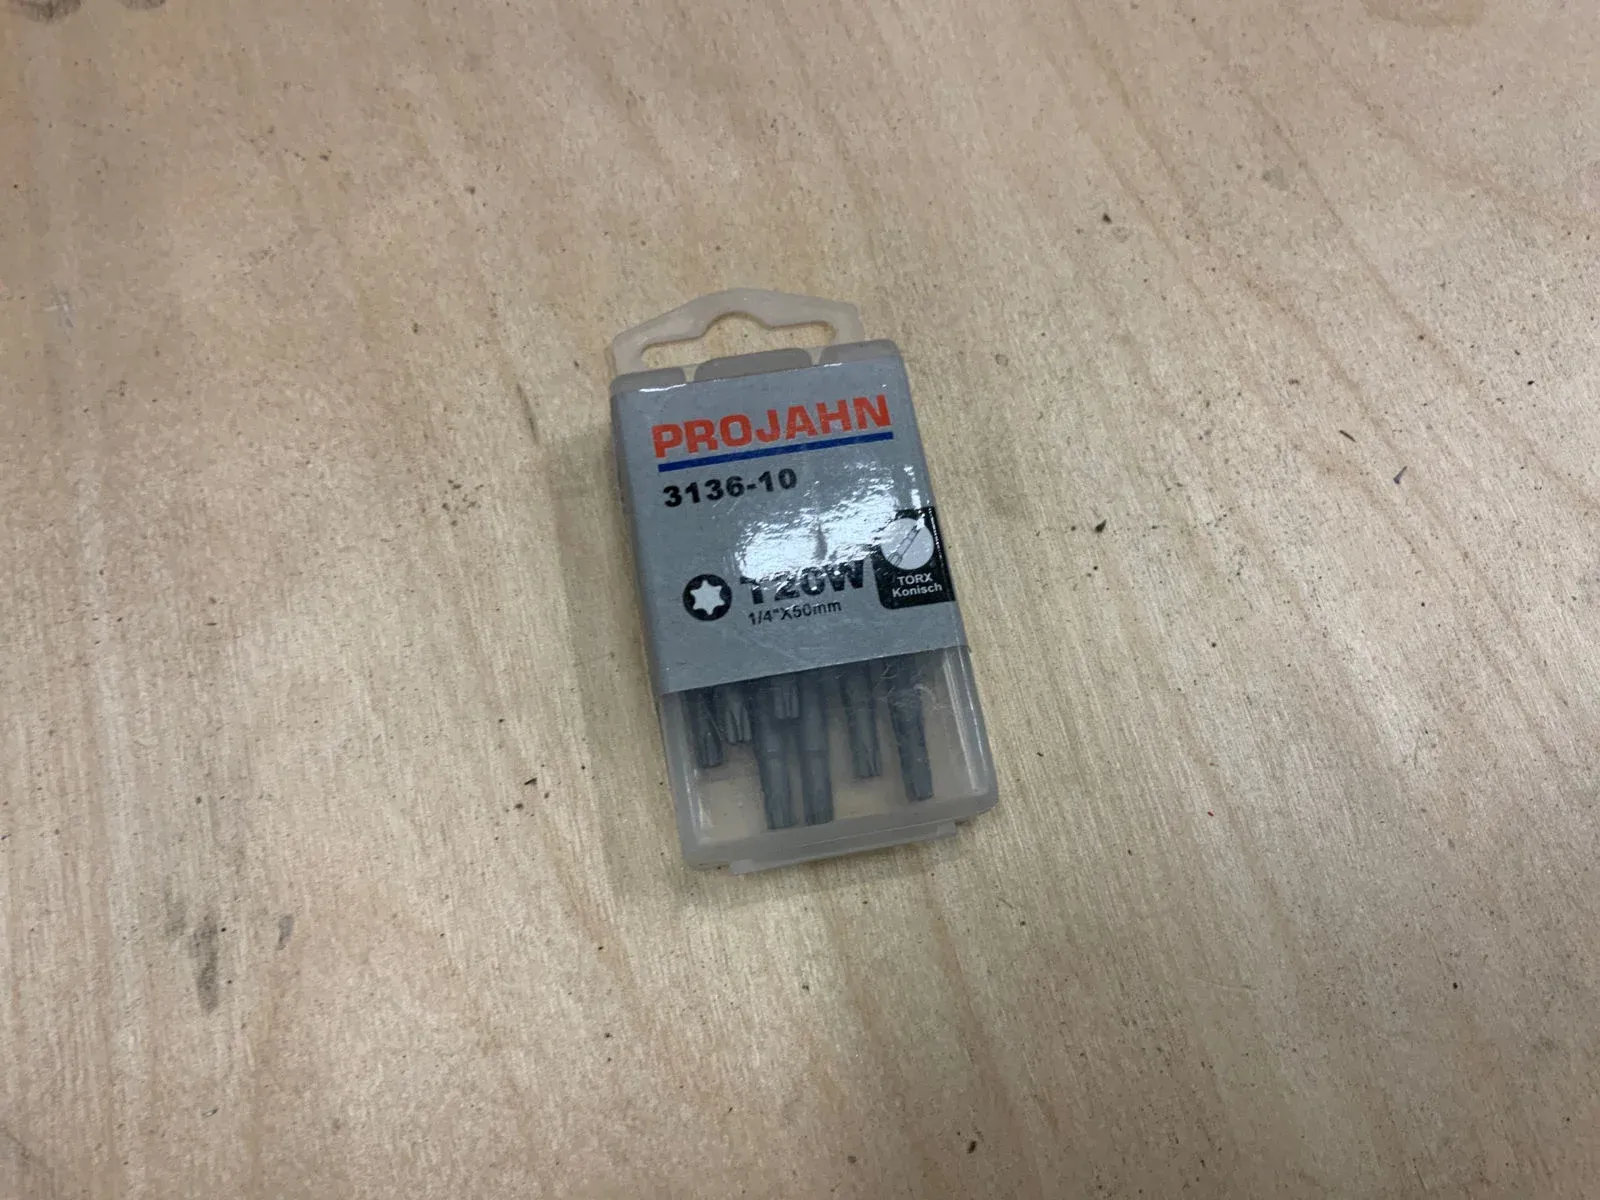 PROJAHN
3136-10
T20W
1/4"X50mm
TORX
Konisch